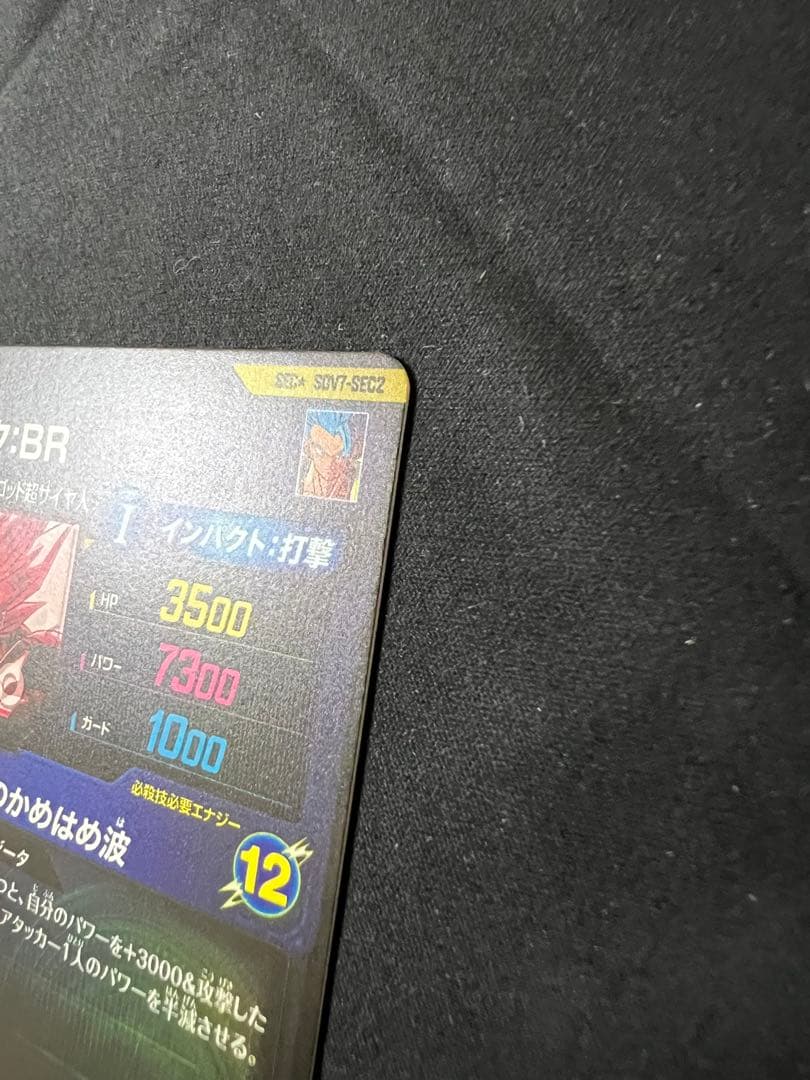 SEC★ SDV7-SEC2
:BR
ゴッド超サイヤ人
I インパクト:打撃
HP 3500
パワー 7300
ガード 1000
必殺技必要エナジー
のかめはめ波
は
12
ータ
つと、自分のパワーを+3000&攻撃した
アタッカー1人のパワーを半減させる。